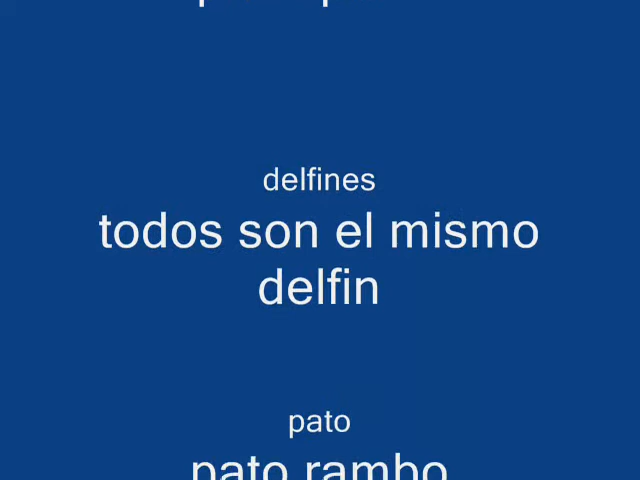 delfines
todos son el mismo
delfin
pato
pato rambo